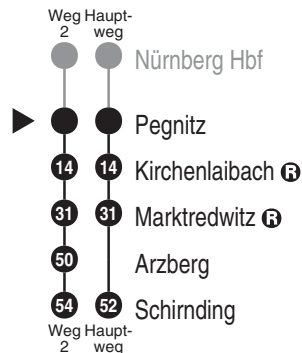 Weg Haupt-
2 weg
Nürnberg Hbf
Pegnitz
14 14 Kirchenlaibach R
31 31 Marktredwitz R
50 Arzberg
54 52 Schirnding
Weg Haupt-
2 weg